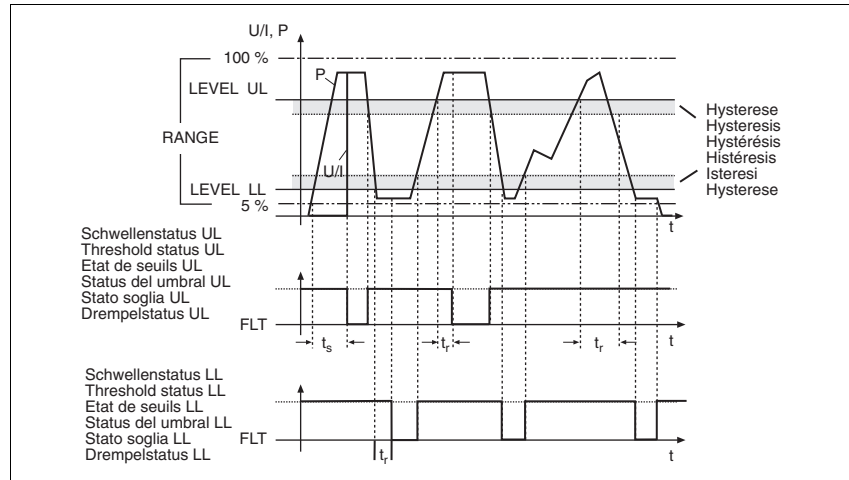 U/I, P
100 %
P
LEVEL UL
RANGE
U/I
LEVEL LL
5 %
t
Hysterese
Hysteresis
Hystérésis
Histéresis
Isteresi
Hysterese
Schwellenstatus UL
Threshold status UL
Etat de seuils UL
Status del umbral UL
Stato soglia UL
Drempelstatus UL
FLT
ts
tr
tr
t
Schwellenstatus LL
Threshold status LL
Etat de seuils LL
Status del umbral LL
Stato soglia LL
Drempelstatus LL
FLT
tr
t